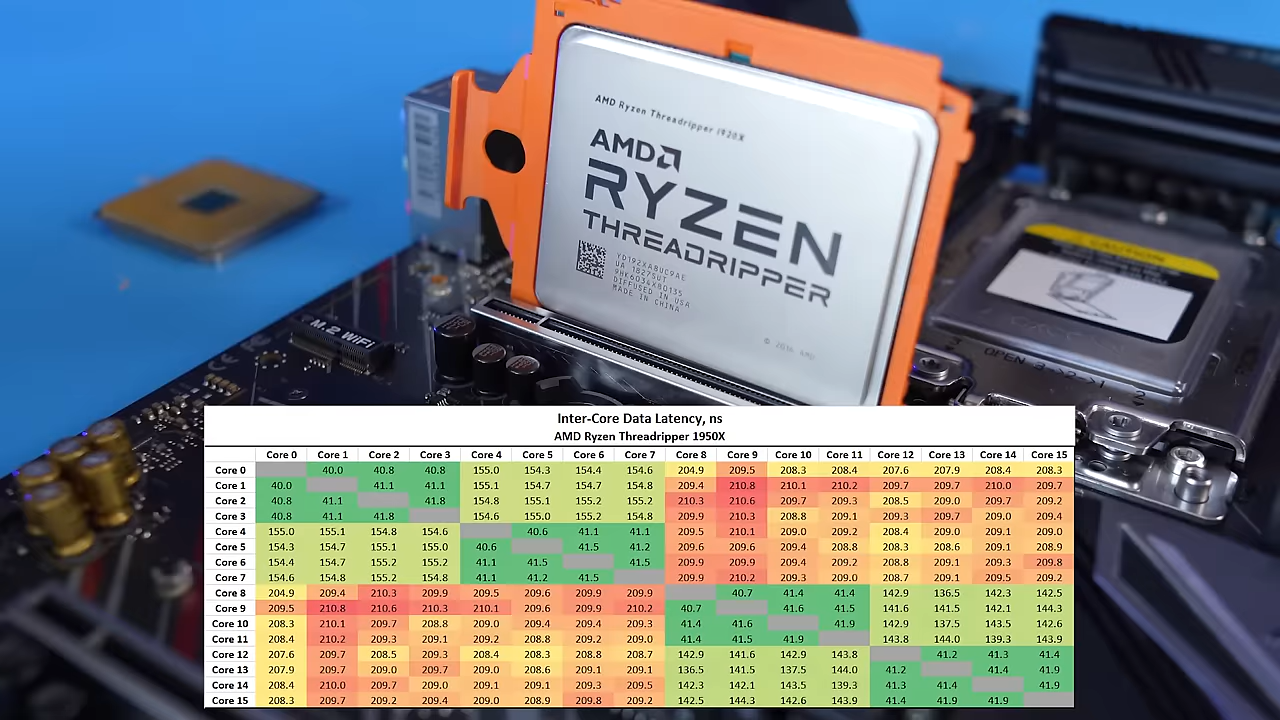 AMD Ryzen Threadripper 1920X
AMD
RYZEN
THREADRIPPER
YD192XA8UC9AE
UA 1827SUT
9HK6034X80135
DIFFUSED IN USA
MADE IN CHINA
© 2016 AMD
CAUTION
M.2 WiFi
OPEN 3->2->1
3
2
Inter-Core Data Latency, ns
AMD Ryzen Threadripper 1950X
Core 0 Core 1 Core 2 Core 3 Core 4 Core 5 Core 6 Core 7 Core 8 Core 9 Core 10 Core 11 Core 12 Core 13 Core 14 Core 15
Core 0 40.0 40.8 40.8 155.0 154.3 154.4 154.6 204.9 209.5 208.3 208.4 207.6 207.9 208.4 208.3
Core 1 40.0 41.1 41.1 155.1 154.7 154.7 154.8 209.4 210.8 210.1 210.2 209.7 209.7 210.0 209.7
Core 2 40.8 41.1 41.8 154.8 155.1 155.2 155.2 210.3 210.6 209.7 209.3 208.5 209.0 209.7 209.2
Core 3 40.8 41.1 41.8 154.6 155.0 155.2 154.8 209.9 210.3 208.8 209.1 209.3 209.7 209.0 209.4
Core 4 155.0 155.1 154.8 154.6 40.6 41.1 41.1 209.5 210.1 209.0 209.2 208.4 209.0 209.1 209.0
Core 5 154.3 154.7 155.1 155.0 40.6 41.5 41.2 209.6 209.6 209.4 208.8 208.3 208.6 209.1 208.9
Core 6 154.4 154.7 155.2 155.2 41.1 41.5 41.5 209.9 209.9 209.4 209.2 208.8 209.1 209.3 209.8
Core 7 154.6 154.8 155.2 154.8 41.1 41.2 41.5 209.9 210.2 209.3 209.0 208.7 209.1 209.5 209.2
Core 8 204.9 209.4 210.3 209.9 209.5 209.6 209.9 209.9 40.7 41.4 41.4 142.9 136.5 142.3 142.5
Core 9 209.5 210.8 210.6 210.3 210.1 209.6 209.9 210.2 40.7 41.6 41.5 141.6 141.5 142.1 144.3
Core 10 208.3 210.1 209.7 208.8 209.0 209.4 209.4 209.3 41.4 41.6 41.9 142.9 137.5 143.5 142.6
Core 11 208.4 210.2 209.3 209.1 209.2 208.8 209.2 209.0 41.4 41.5 41.9 143.8 144.0 139.3 143.9
Core 12 207.6 209.7 208.5 209.3 208.4 208.3 208.8 208.7 142.9 141.6 142.9 143.8 41.2 41.3 41.4
Core 13 207.9 209.7 209.0 209.7 209.0 208.6 209.1 209.1 136.5 141.5 137.5 144.0 41.2 41.4 41.9
Core 14 208.4 210.0 209.7 209.0 209.1 209.1 209.3 209.5 142.3 142.1 143.5 139.3 41.3 41.4 41.9
Core 15 208.3 209.7 209.2 209.4 209.0 208.9 209.8 209.2 142.5 144.3 142.6 143.9 41.4 41.9 41.9